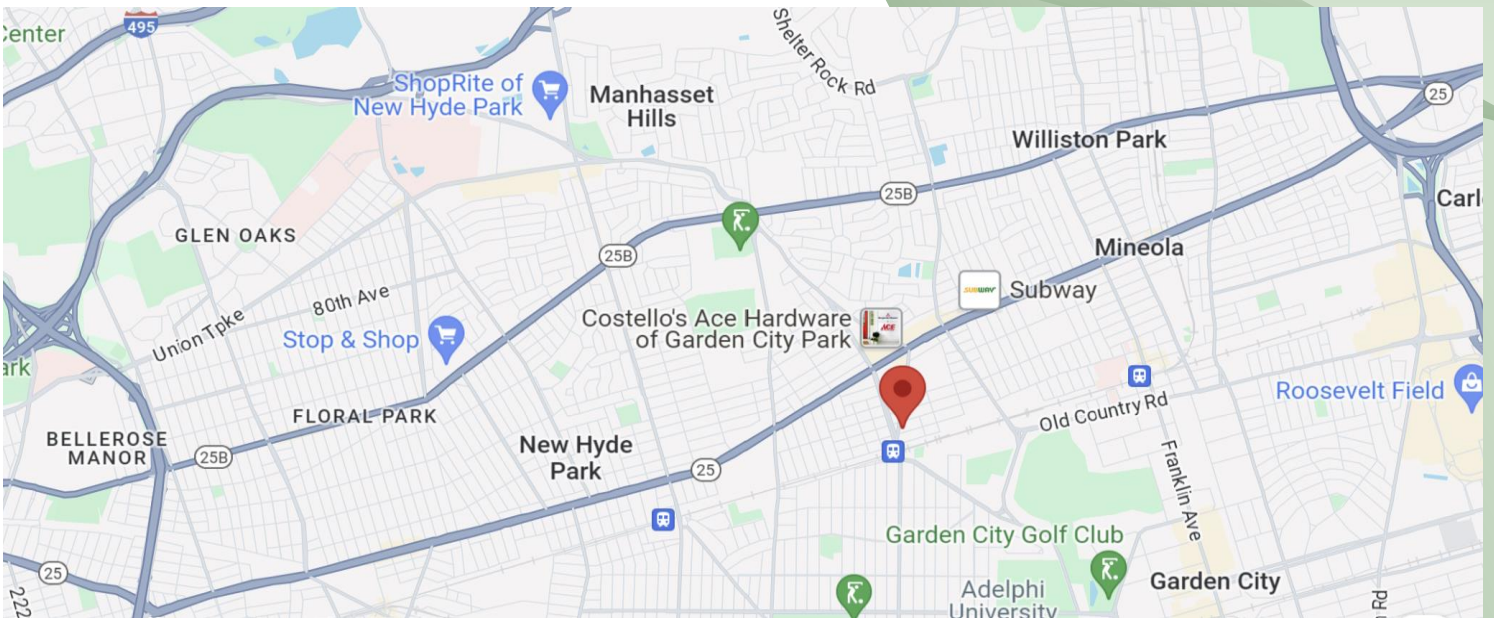 495
Center
Shelter Rock Rd
ShopRite of
New Hyde Park
Manhasset
Hills
25
Williston Park
25B
Carl
GLEN OAKS
25B
Mineola
80th Ave
SUBWAY
Subway
Union Tpke
Stop & Shop
Costello's Ace Hardware
of Garden City Park
ACE
ark
Roosevelt Field
FLORAL PARK
Old Country Rd
BELLEROSE
MANOR
25B
New Hyde
Park
25
Franklin Ave
Garden City Golf Club
25
222
Adelphi
University
Garden City
Rd